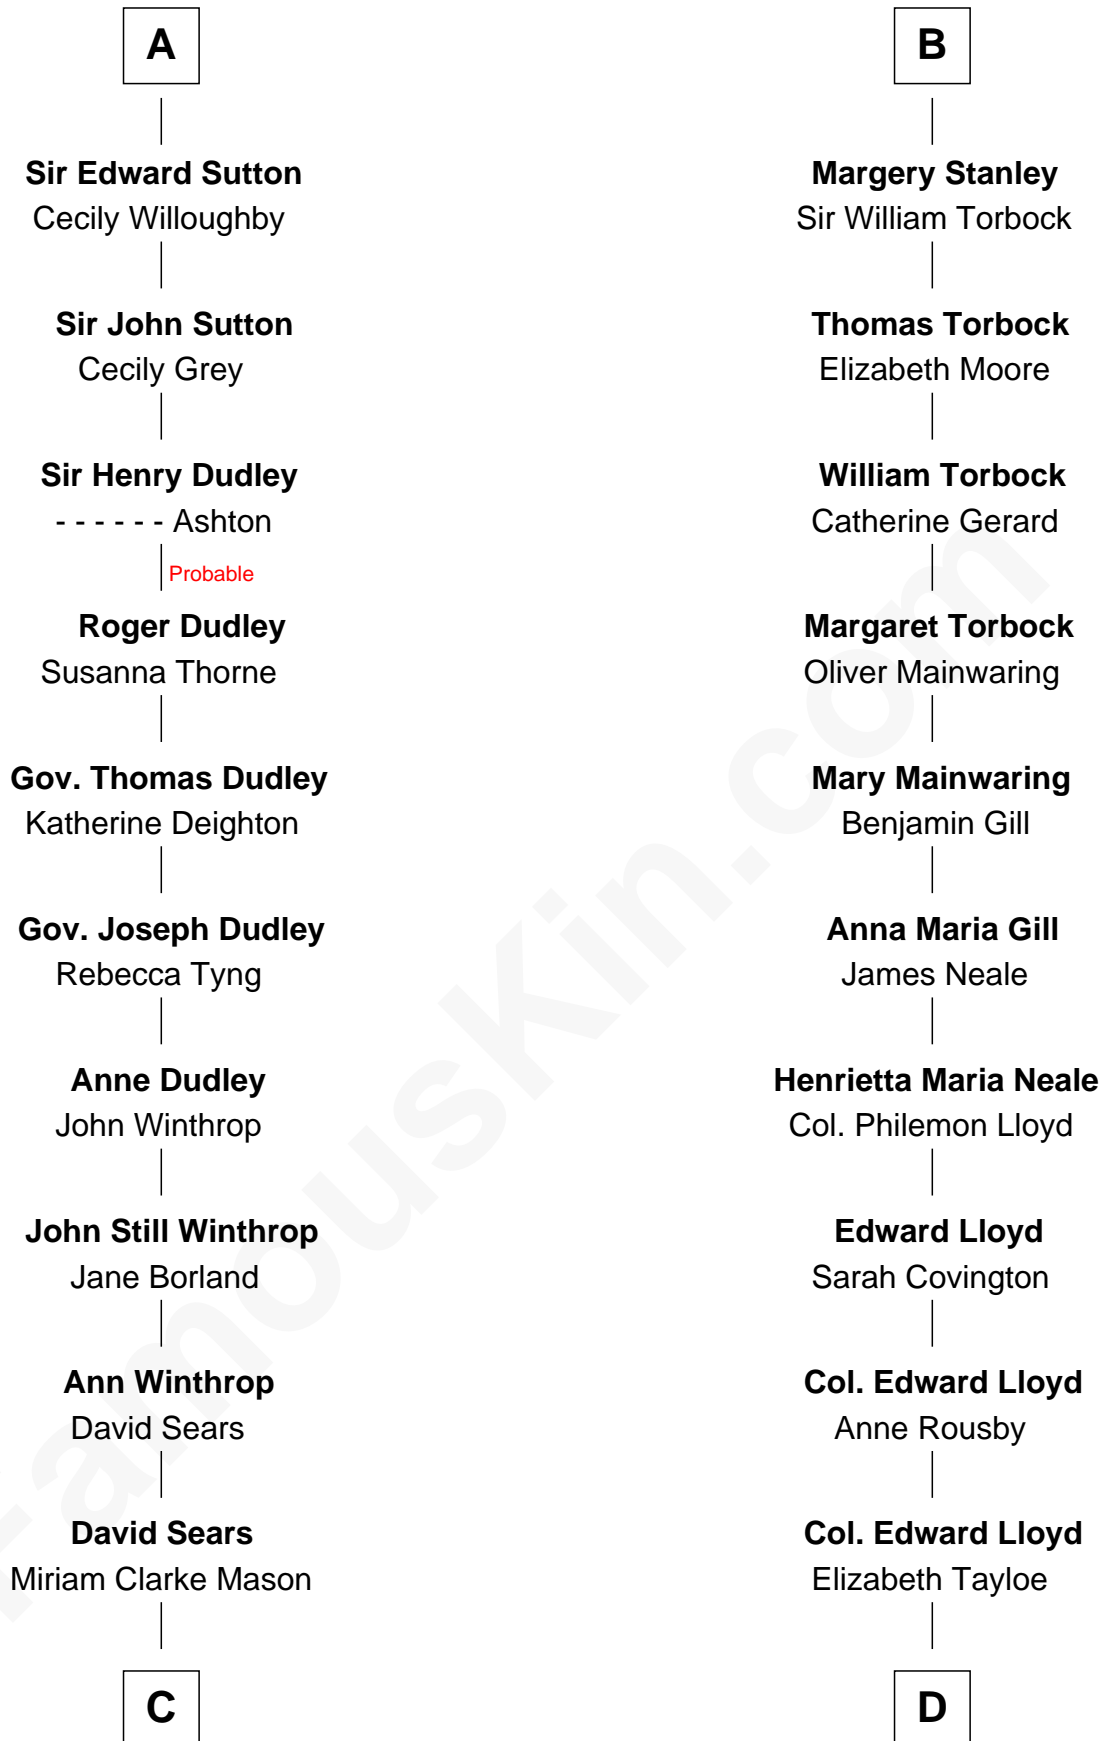 A
Sir Edward Sutton
Cecily Willoughby
Sir John Sutton
Cecily Grey
Sir Henry Dudley
- - - - - - Ashton
Probable
Roger Dudley
Susanna Thorne
Gov. Thomas Dudley
Katherine Deighton
Gov. Joseph Dudley
Rebecca Tyng
Anne Dudley
John Winthrop
John Still Winthrop
Jane Borland
Ann Winthrop
David Sears
David Sears
Miriam Clarke Mason
C
B
Margery Stanley
Sir William Torbock
Thomas Torbock
Elizabeth Moore
William Torbock
Catherine Gerard
Margaret Torbock
Oliver Mainwaring
Mary Mainwaring
Benjamin Gill
Anna Maria Gill
James Neale
Henrietta Maria Neale
Col. Philemon Lloyd
Edward Lloyd
Sarah Covington
Col. Edward Lloyd
Anne Rousby
Col. Edward Lloyd
Elizabeth Tayloe
D
FamousKin.com